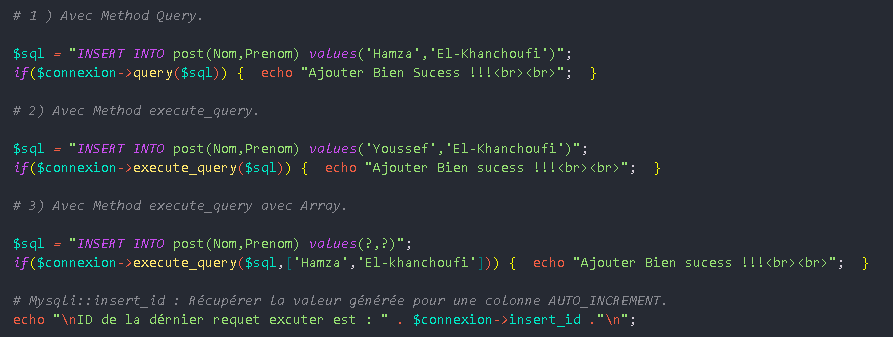 # 1 ) Avec Method Query.
$sql = "INSERT INTO post(Nom,Prenom) values('Hamza','El-Khanchoufi')";
if($connexion->query($sql)) {  echo "Ajouter Bien Sucess !!!<br><br>";  }
# 2) Avec Method execute_query.
$sql = "INSERT INTO post(Nom,Prenom) values('Youssef','El-Khanchoufi')";
if($connexion->execute_query($sql)) {  echo "Ajouter Bien sucess !!!<br><br>";  }
# 3) Avec Method execute_query avec Array.
$sql = "INSERT INTO post(Nom,Prenom) values(?,?)";
if($connexion->execute_query($sql,['Hamza','El-khanchoufi'])) {  echo "Ajouter Bien sucess !!!<br><br>";  }
# Mysqli::insert_id : Récupérer la valeur générée pour une colonne AUTO_INCREMENT.
echo "\nID de la dérnier requet excuter est : " . $connexion->insert_id ."\n";